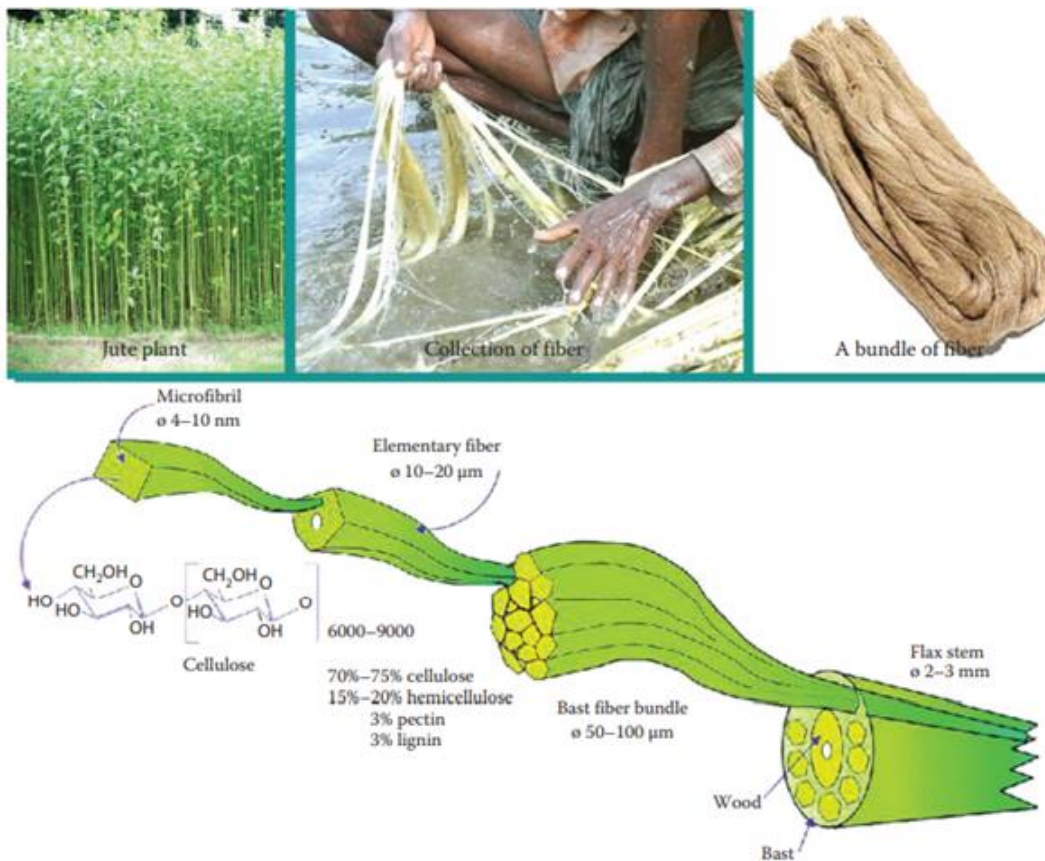 Jute plant
Collection of fiber
A bundle of fiber
Microfibril
ø 4–10 nm
Elementary fiber
ø 10–20 µm
CH₂OH
O
HO
HO
OH
O
CH₂OH
O
HO
OH
O
6000–9000
Cellulose
70%–75% cellulose
15%–20% hemicellulose
3% pectin
3% lignin
Bast fiber bundle
ø 50–100 µm
Flax stem
ø 2–3 mm
Wood
Bast